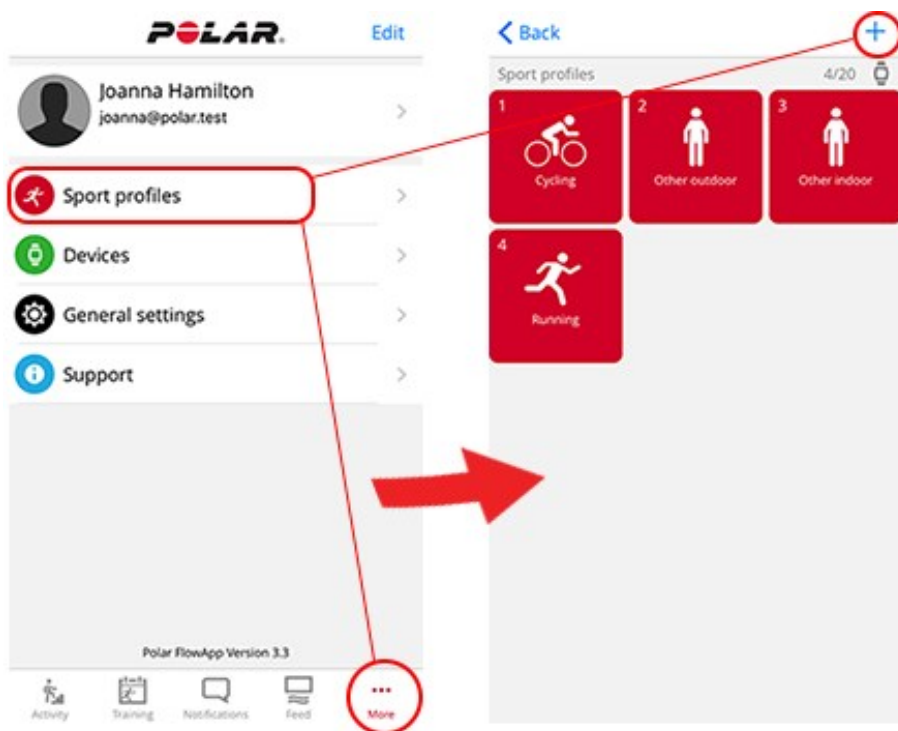 POLAR.
Edit
Joanna Hamilton
joanna@polar.test
Sport profiles
Devices
General settings
Support
Polar FlowApp Version 3.3
Activity
Training
Notifications
Feed
More
Back
+
Sport profiles
4/20
1
Cycling
2
Other outdoor
3
Other indoor
4
Running